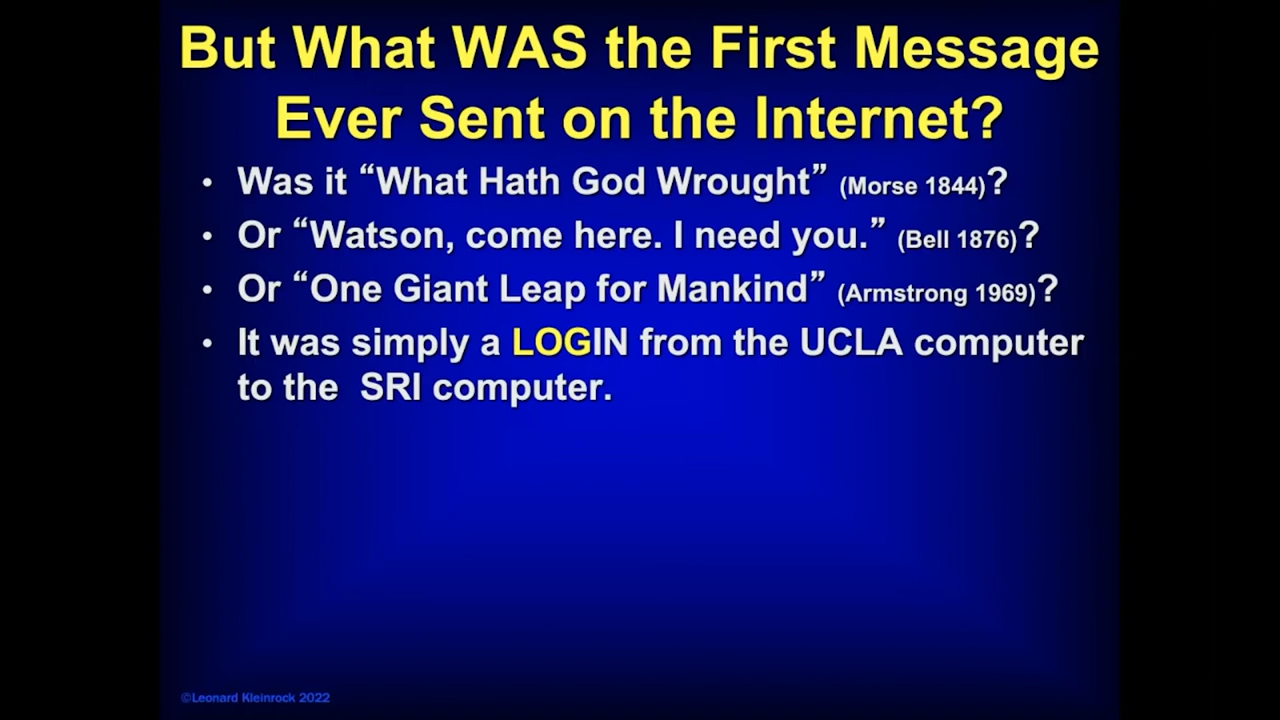 But What WAS the First Message
Ever Sent on the Internet?
• Was it “What Hath God Wrought” (Morse 1844)?
• Or “Watson, come here. I need you.” (Bell 1876)?
• Or “One Giant Leap for Mankind” (Armstrong 1969)?
• It was simply a LOGIN from the UCLA computer
to the SRI computer.
©Leonard Kleinrock 2022